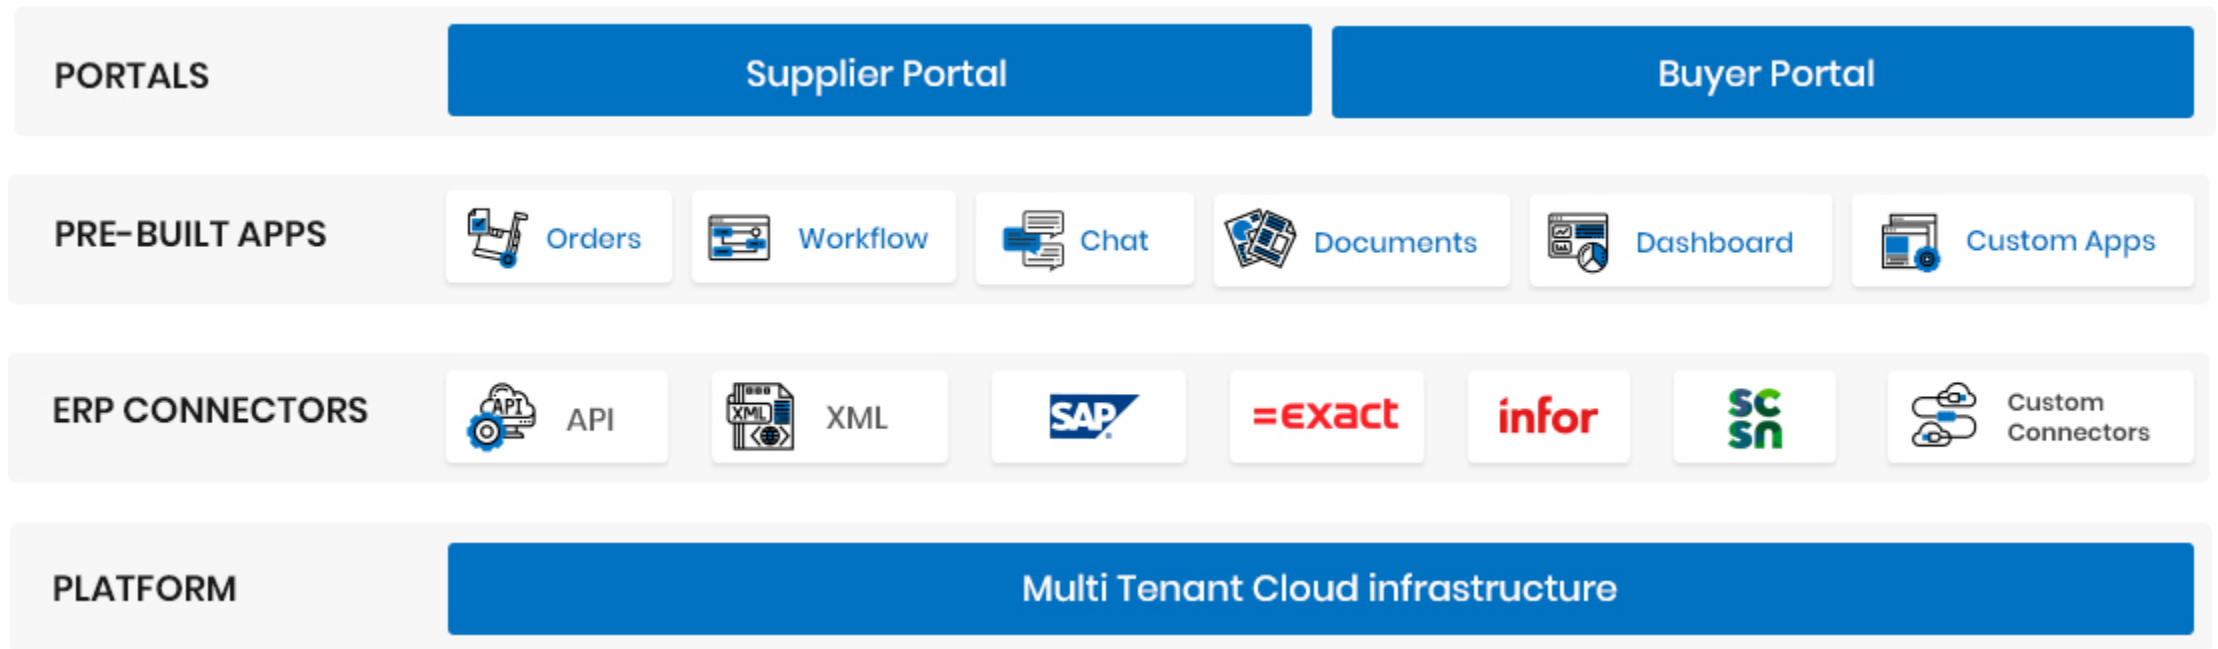 PORTALS
Supplier Portal
Buyer Portal
PRE-BUILT APPS
Orders
Workflow
Chat
Documents
Dashboard
Custom Apps
ERP CONNECTORS
API
API
XML
XML
SAP
=exact
infor
sc
sn
Custom
Connectors
PLATFORM
Multi Tenant Cloud infrastructure